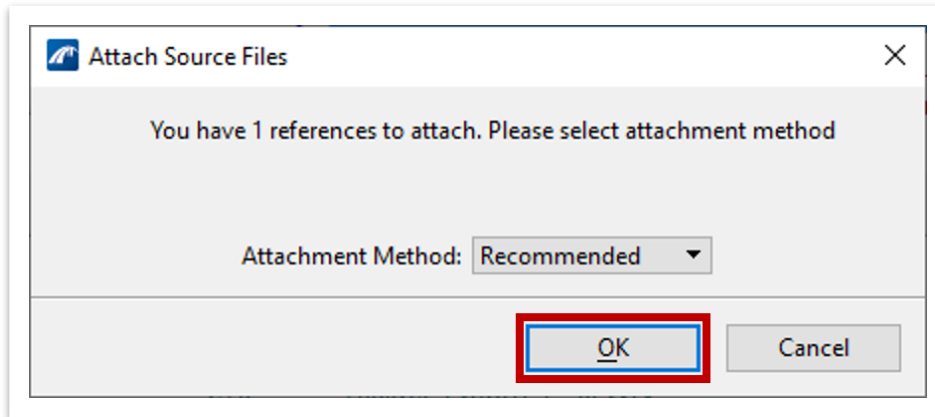 Attach Source Files
You have 1 references to attach. Please select attachment method
Attachment Method: Recommended
OK Cancel